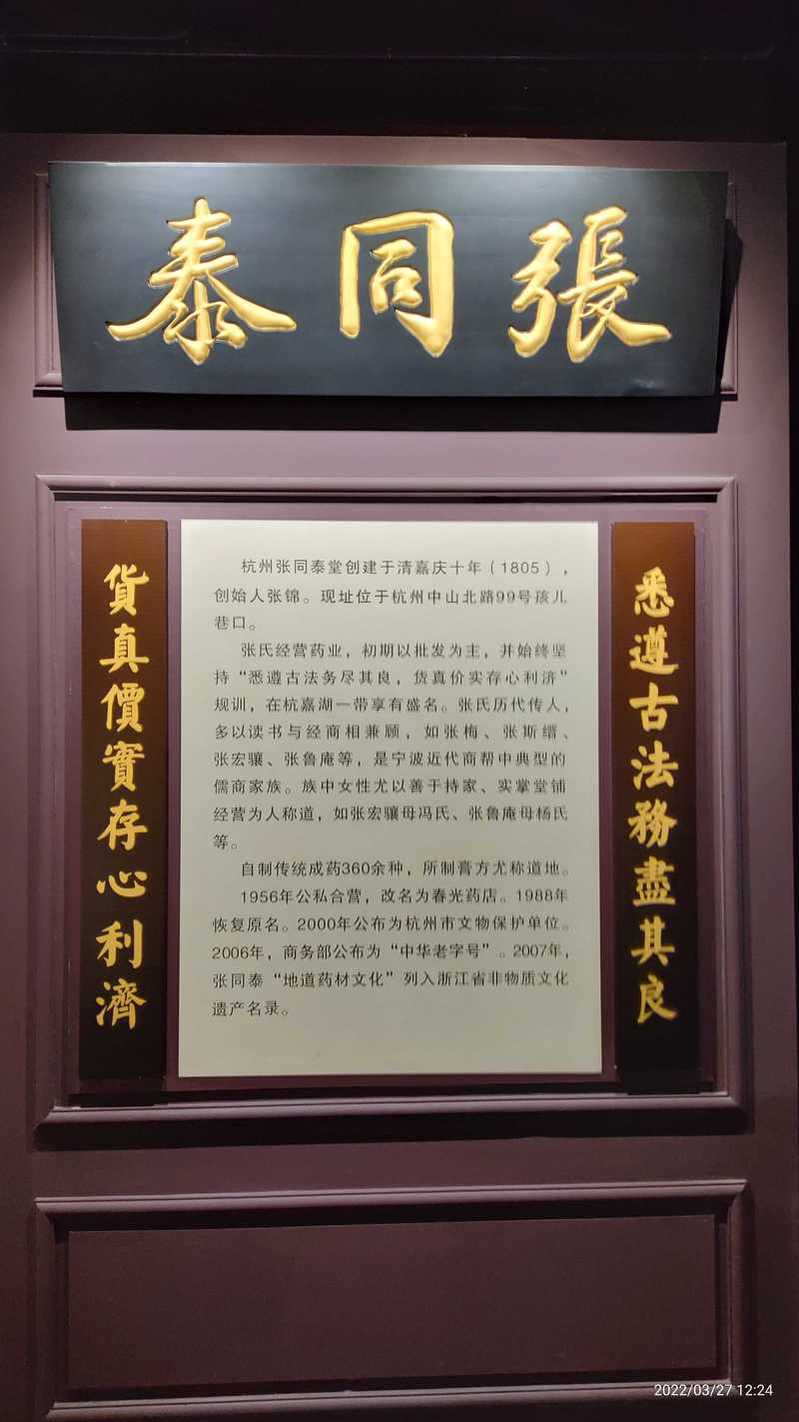 張同泰
悉遵古法務盡其良
貨真價實存心利濟
杭州张同泰堂创建于清嘉庆十年（1805），
创始人张锦。现址位于杭州中山北路99号孩儿
巷口。
张氏经营药业，初期以批发为主，并始终坚
持“悉遵古法务尽其良，货真价实存心利济”
规训，在杭嘉湖一带享有盛名。张氏历代传人，
多以读书与经商相兼顾，如张梅、张斯缙、
张宏骧、张鲁庵等，是宁波近代商帮中典型的
儒商家族。族中女性尤以善于持家、实掌堂铺
经营为人称道，如张宏骧母冯氏、张鲁庵母杨氏
等。
自制传统成药360余种，所制膏方尤称道地。
1956年公私合营，改名为春光药店。1988年
恢复原名。2000年公布为杭州市文物保护单位。
2006年，商务部公布为“中华老字号”。2007年，
张同泰“地道药材文化”列入浙江省非物质文化
遗产名录。
2022/03/27 12:24